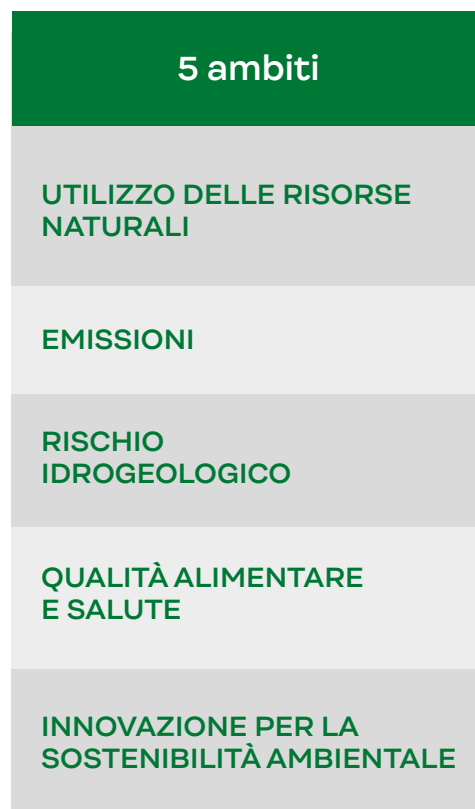 5 ambiti
UTILIZZO DELLE RISORSE
NATURALI
EMISSIONI
RISCHIO
IDROGEOLOGICO
QUALITÀ ALIMENTARE
E SALUTE
INNOVAZIONE PER LA
SOSTENIBILITÀ AMBIENTALE